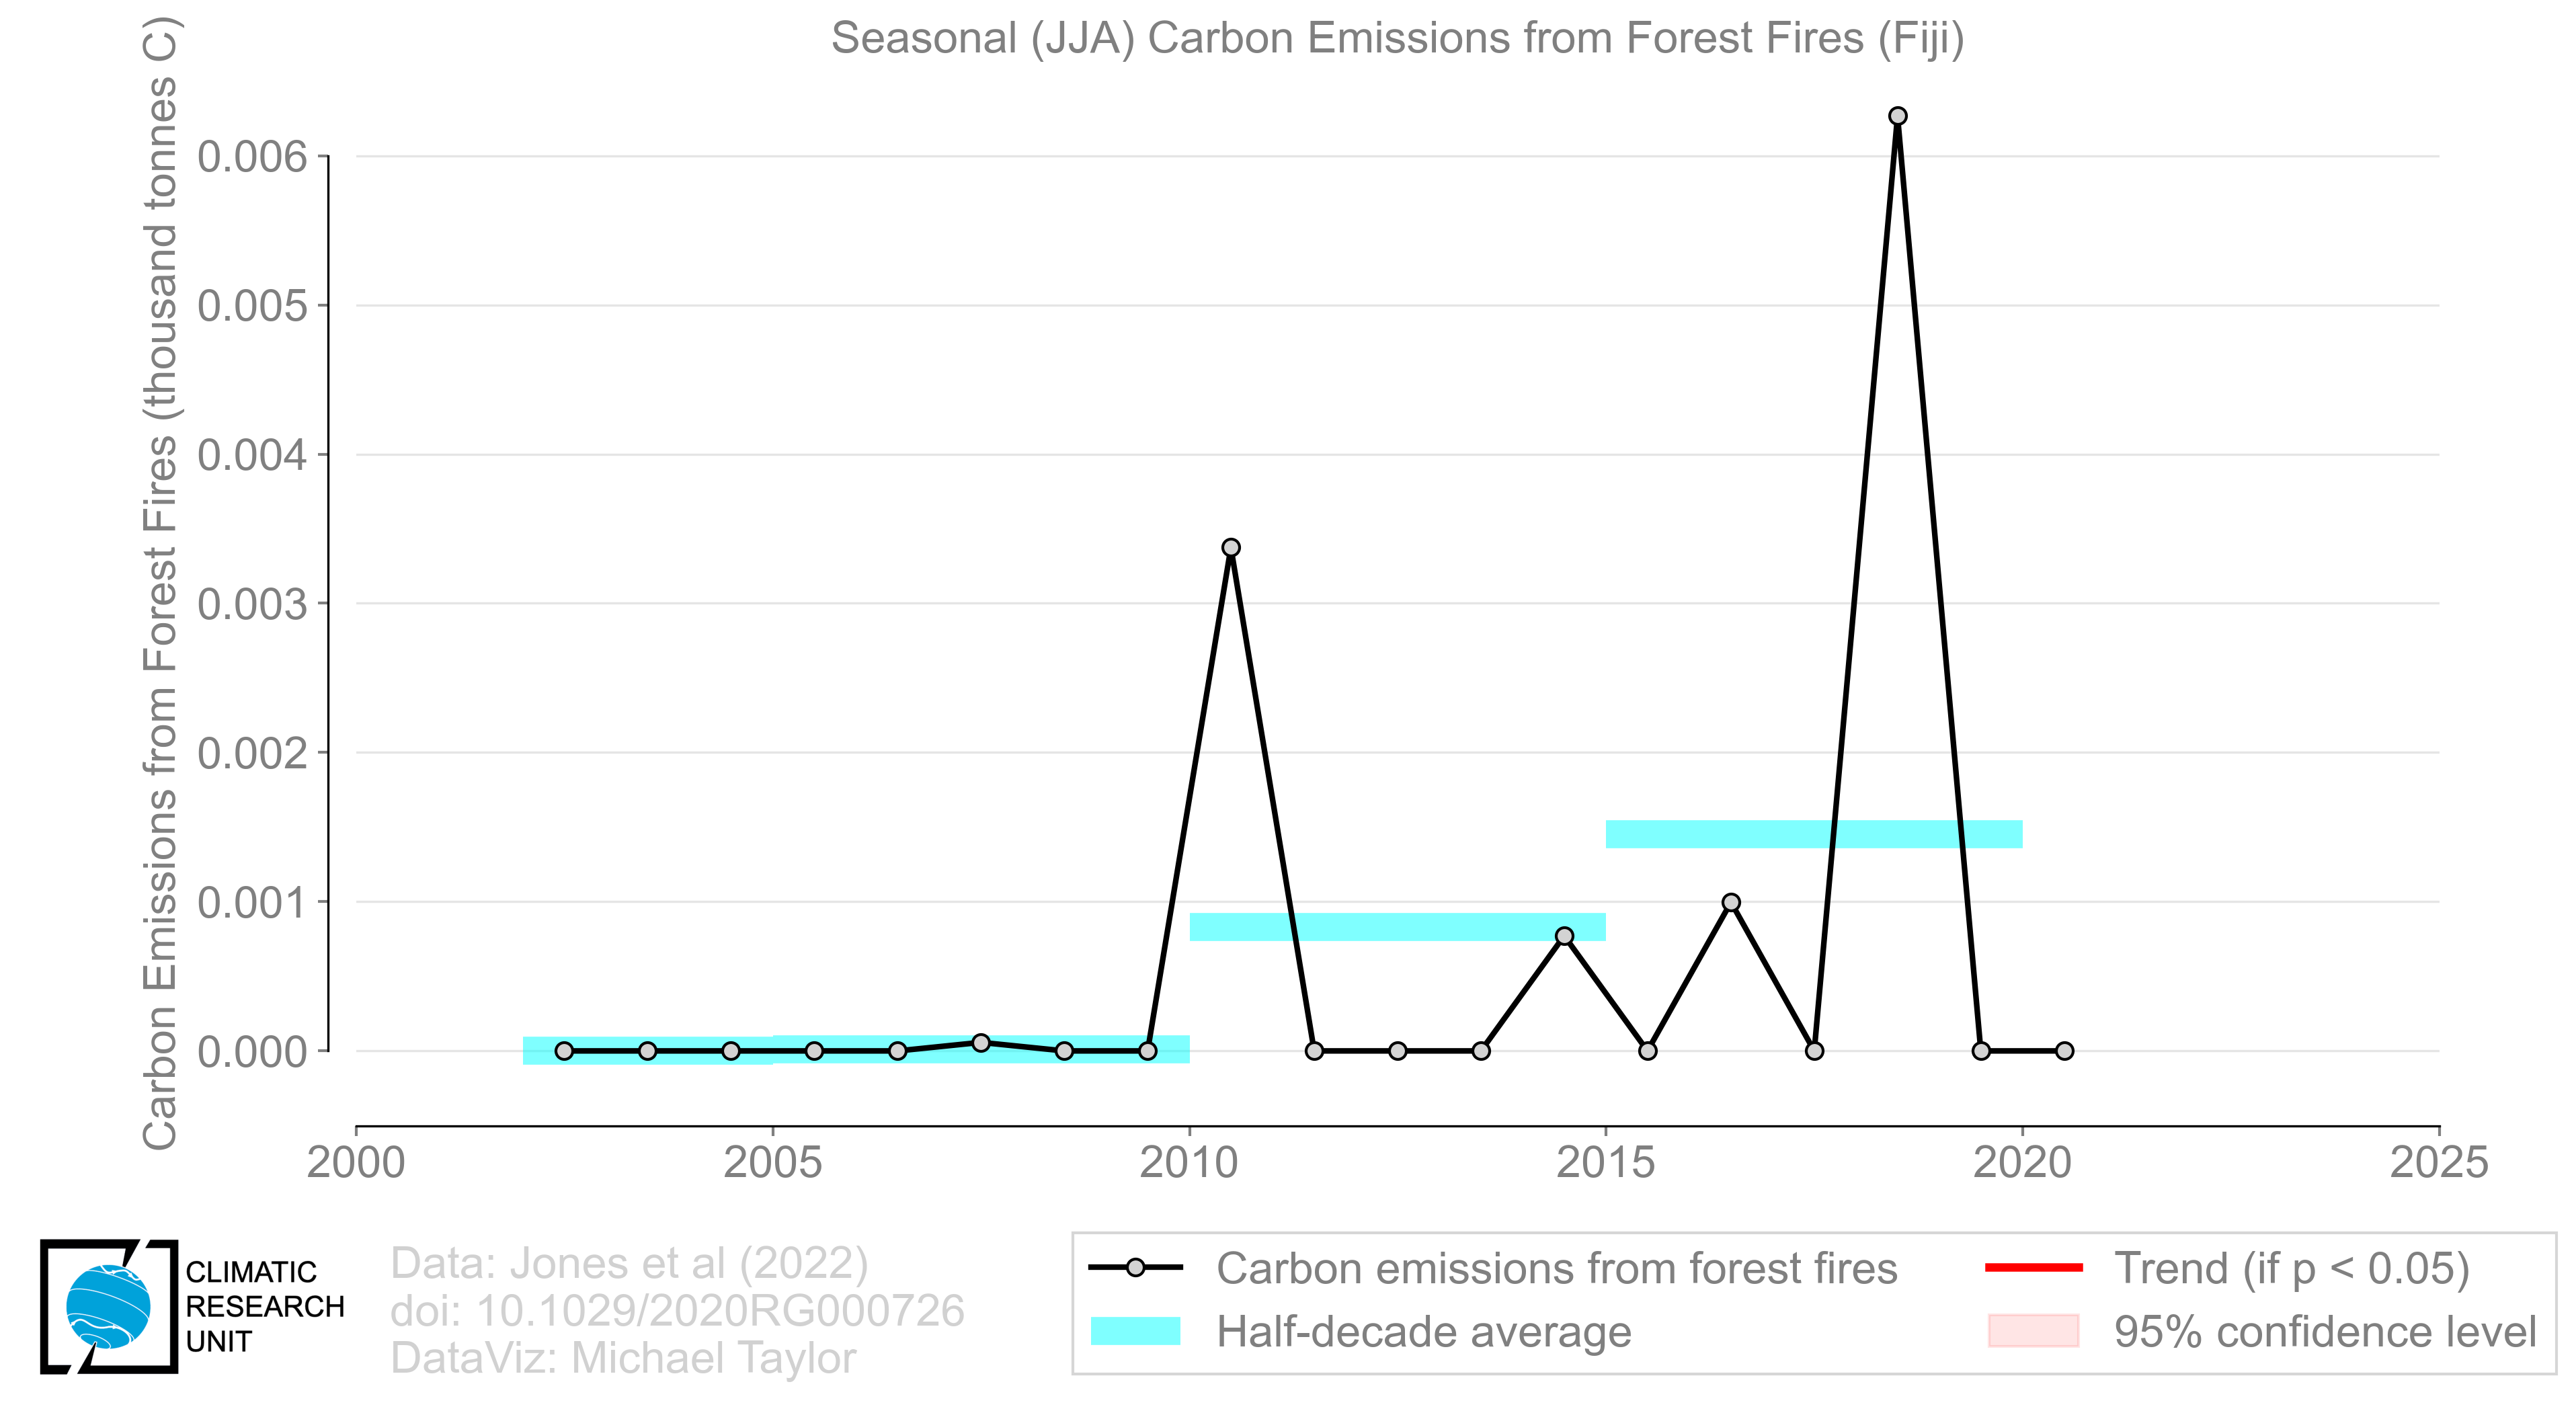 Seasonal (JJA) Carbon Emissions from Forest Fires (Fiji)
Carbon Emissions from Forest Fires (thousand tonnes C)
0.006
0.005
0.004
0.003
0.002
0.001
0.000
2000 2005 2010 2015 2020 2025
CLIMATIC
RESEARCH
UNIT
Data: Jones et al (2022)
doi: 10.1029/2020RG000726
DataViz: Michael Taylor
Carbon emissions from forest fires
Half-decade average
Trend (if p < 0.05)
95% confidence level